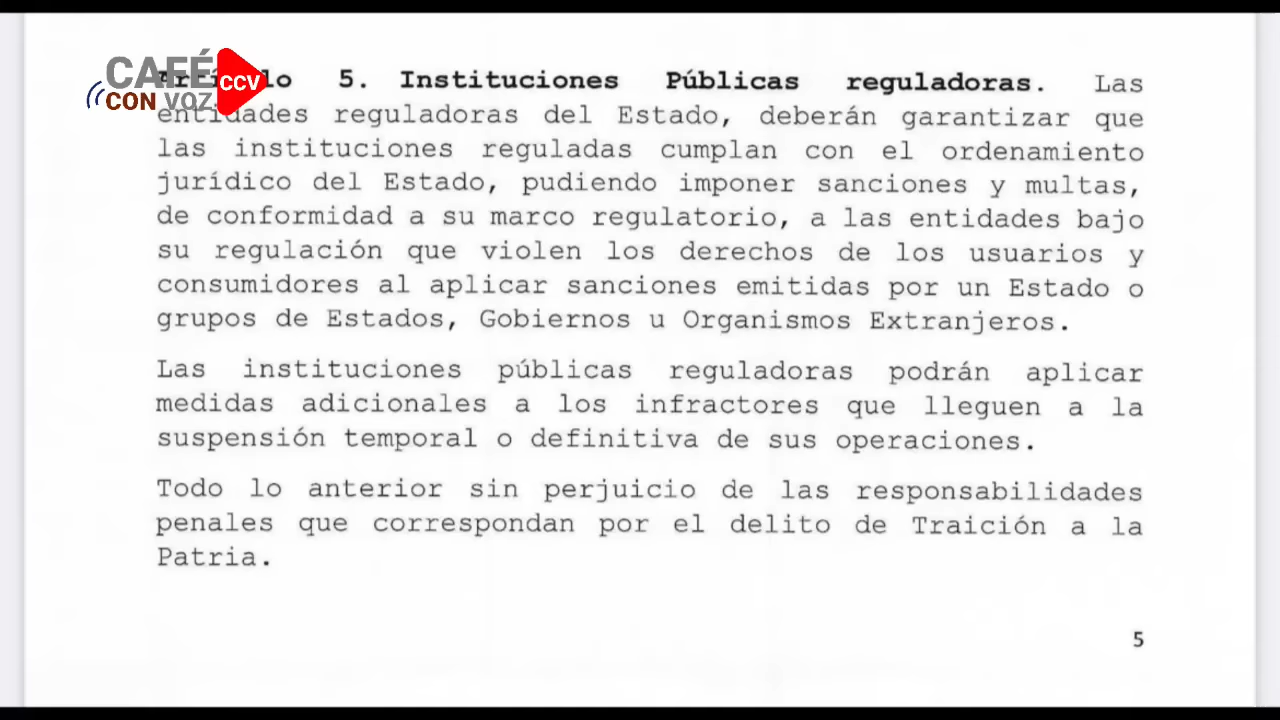 CAFÉ
CON VOZ
CCV
Artículo 5. Instituciones Públicas reguladoras. Las
entidades reguladoras del Estado, deberán garantizar que
las instituciones reguladas cumplan con el ordenamiento
jurídico del Estado, pudiendo imponer sanciones y multas,
de conformidad a su marco regulatorio, a las entidades bajo
su regulación que violen los derechos de los usuarios y
consumidores al aplicar sanciones emitidas por un Estado o
grupos de Estados, Gobiernos u Organismos Extranjeros.
Las instituciones públicas reguladoras podrán aplicar
medidas adicionales a los infractores que lleguen a la
suspensión temporal o definitiva de sus operaciones.
Todo lo anterior sin perjuicio de las responsabilidades
penales que correspondan por el delito de Traición a la
Patria.
5